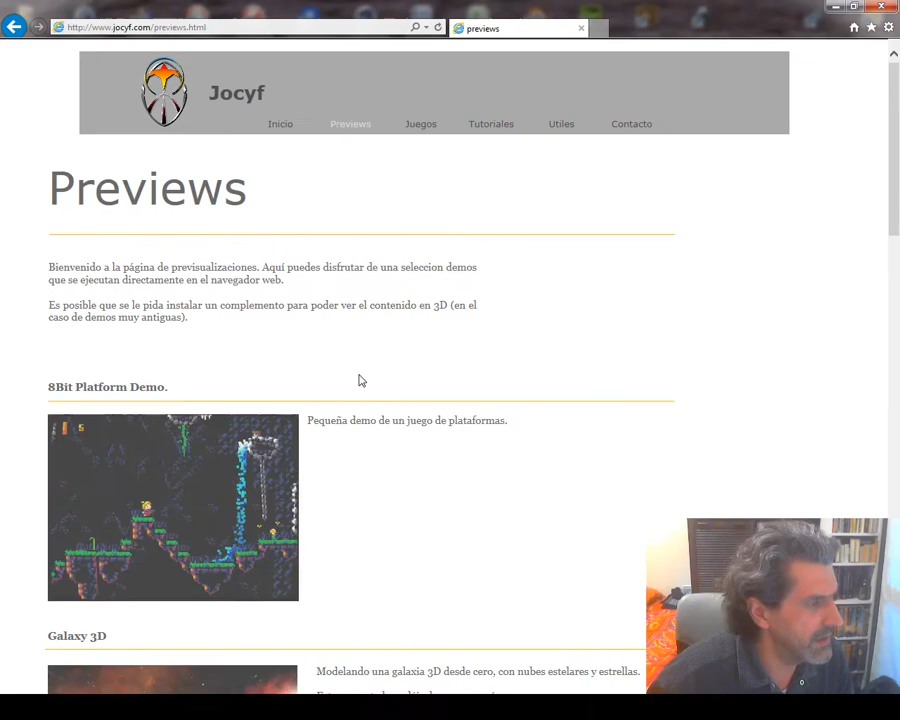 http://www.jocyf.com/previews.html
previews
Jocyf
Inicio Previews Juegos Tutoriales Utiles Contacto
Previews
Bienvenido a la página de previsualizaciones. Aquí puedes disfrutar de una seleccion demos
que se ejecutan directamente en el navegador web.
Es posible que se le pida instalar un complemento para poder ver el contenido en 3D (en el
caso de demos muy antiguas).
8Bit Platform Demo.
Pequeña demo de un juego de plataformas.
Galaxy 3D
Modelando una galaxia 3D desde cero, con nubes estelares y estrellas.